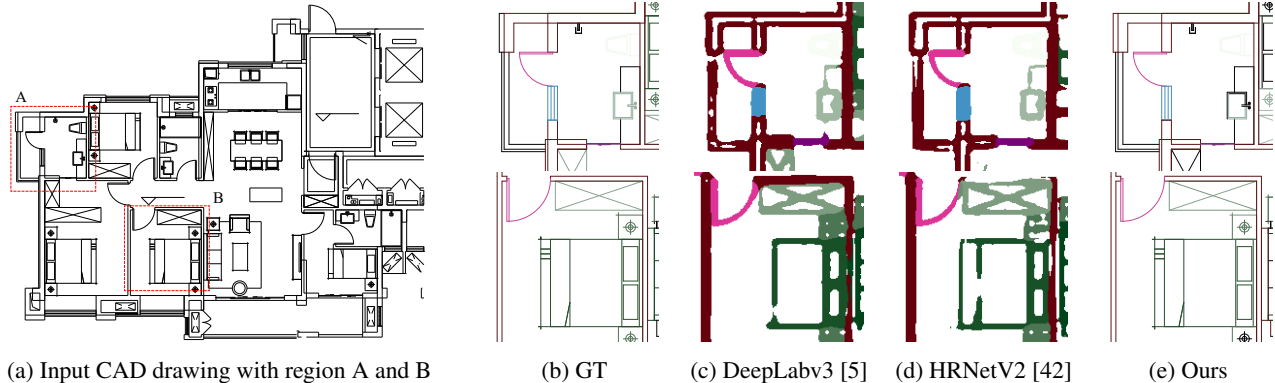 A
B
(a) Input CAD drawing with region A and B
(b) GT
(c) DeepLabv3 [5]
(d) HRNetV2 [42]
(e) Ours